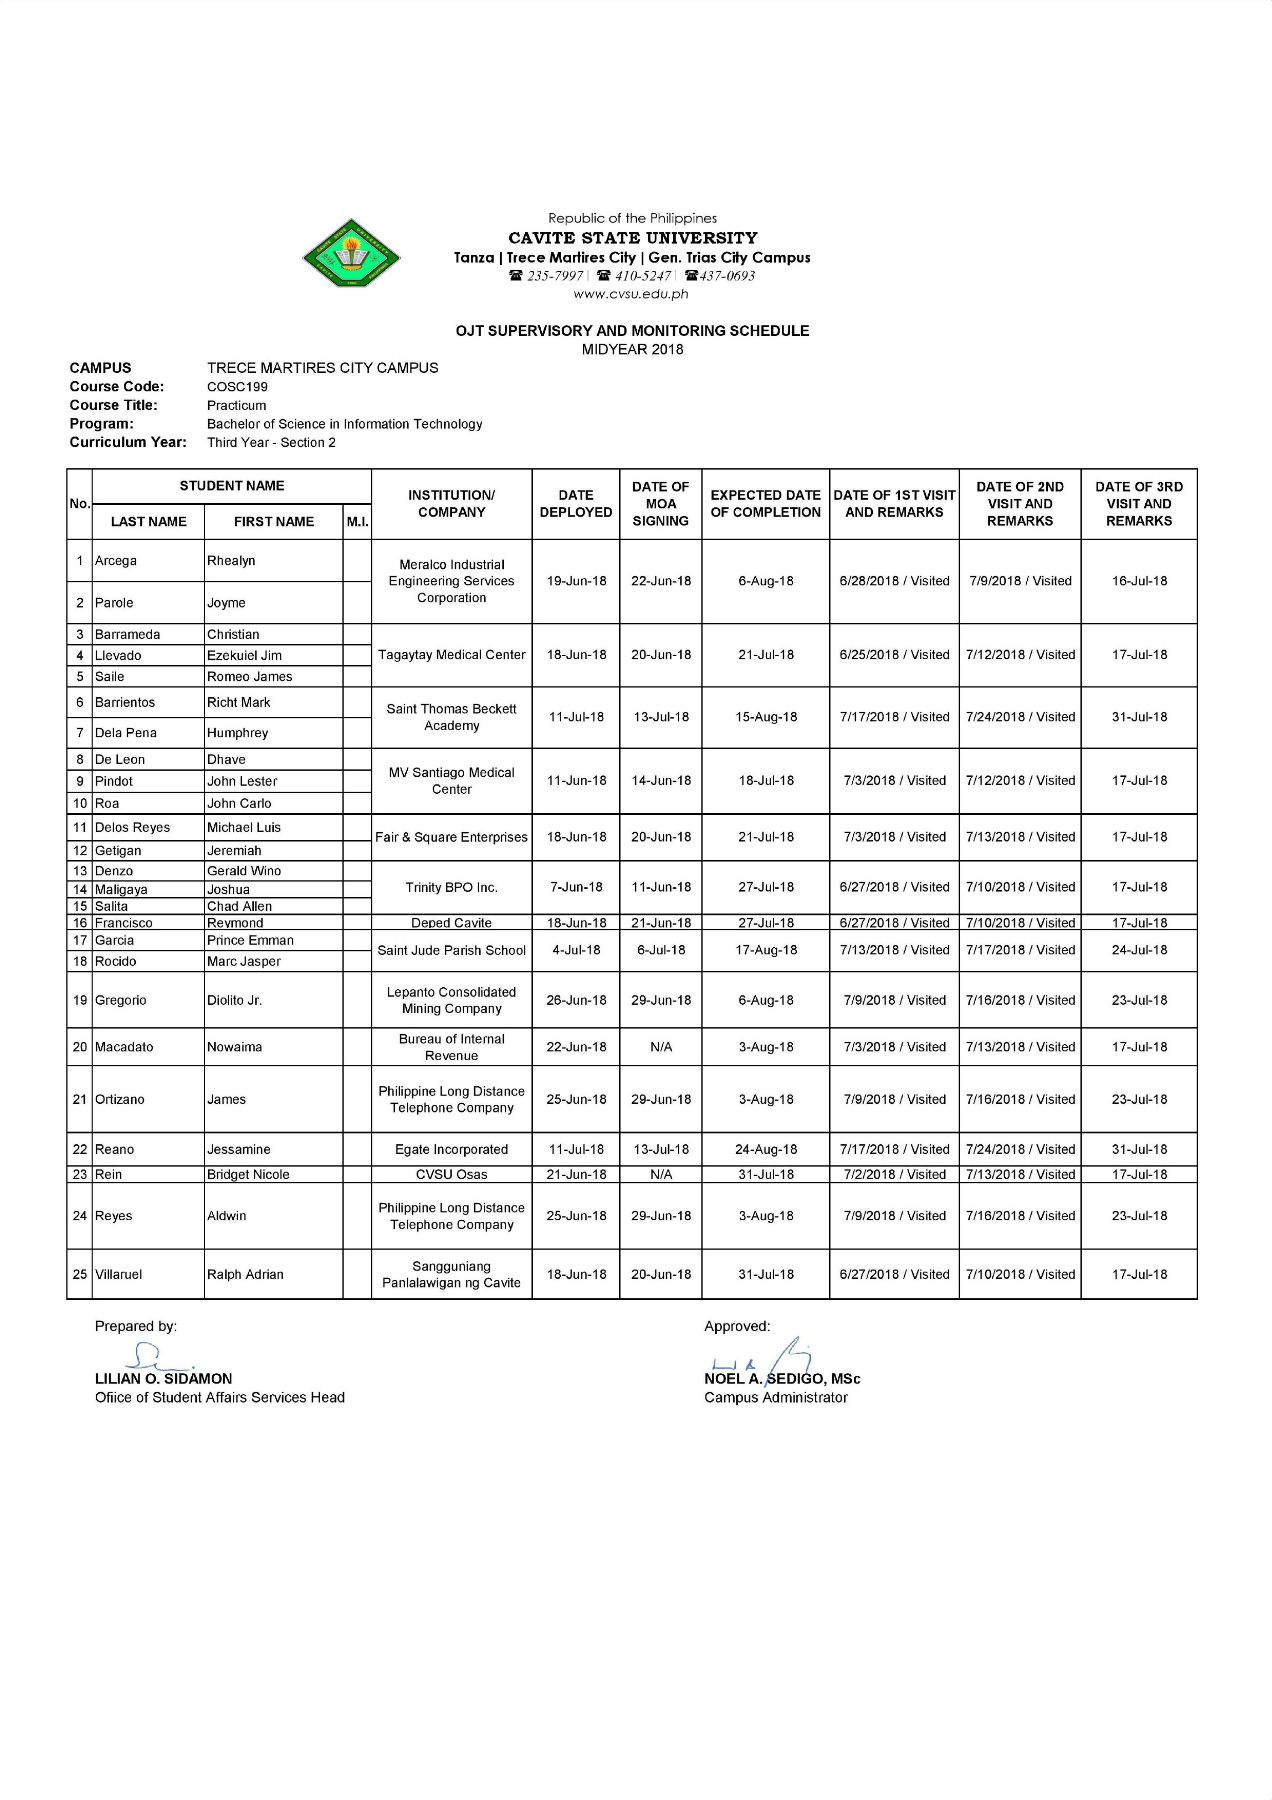 Republic of the Philippines
CAVITE STATE UNIVERSITY
Tanza | Trece Martires City | Gen. Trias City Campus
☎ 235-7997 | ☎ 410-5247 | ☎ 437-0693
www.cvsu.edu.ph
OJT SUPERVISORY AND MONITORING SCHEDULE
MIDYEAR 2018
CAMPUS TRECE MARTIRES CITY CAMPUS
Course Code: COSC199
Course Title: Practicum
Program: Bachelor of Science in Information Technology
Curriculum Year: Third Year - Section 2
No. STUDENT NAME LAST NAME FIRST NAME M.I. INSTITUTION/ COMPANY DATE DEPLOYED DATE OF MOA SIGNING EXPECTED DATE OF COMPLETION DATE OF 1ST VISIT AND REMARKS DATE OF 2ND VISIT AND REMARKS DATE OF 3RD VISIT AND REMARKS
1 Arcega Rhealyn Meralco Industrial Engineering Services Corporation 19-Jun-18 22-Jun-18 6-Aug-18 6/28/2018 / Visited 7/9/2018 / Visited 16-Jul-18
2 Parole Joyme
3 Barrameda Christian
4 Llevado Ezekuiel Jim Tagaytay Medical Center 18-Jun-18 20-Jun-18 21-Jul-18 6/25/2018 / Visited 7/12/2018 / Visited 17-Jul-18
5 Saile Romeo James
6 Barrientos Richt Mark Saint Thomas Beckett Academy 11-Jul-18 13-Jul-18 15-Aug-18 7/17/2018 / Visited 7/24/2018 / Visited 31-Jul-18
7 Dela Pena Humphrey
8 De Leon Dhave
9 Pindot John Lester MV Santiago Medical Center 11-Jun-18 14-Jun-18 18-Jul-18 7/3/2018 / Visited 7/12/2018 / Visited 17-Jul-18
10 Roa John Carlo
11 Delos Reyes Michael Luis Fair & Square Enterprises 18-Jun-18 20-Jun-18 21-Jul-18 7/3/2018 / Visited 7/13/2018 / Visited 17-Jul-18
12 Getigan Jeremiah
13 Denzo Gerald Wino
14 Maligaya Joshua Trinity BPO Inc. 7-Jun-18 11-Jun-18 27-Jul-18 6/27/2018 / Visited 7/10/2018 / Visited 17-Jul-18
15 Salita Chad Allen
16 Francisco Reymond Deped Cavite 18-Jun-18 21-Jun-18 27-Jul-18 6/27/2018 / Visited 7/10/2018 / Visited 17-Jul-18
17 Garcia Prince Emman Saint Jude Parish School 4-Jul-18 6-Jul-18 17-Aug-18 7/13/2018 / Visited 7/17/2018 / Visited 24-Jul-18
18 Rocido Marc Jasper
19 Gregorio Diolito Jr. Lepanto Consolidated Mining Company 26-Jun-18 29-Jun-18 6-Aug-18 7/9/2018 / Visited 7/16/2018 / Visited 23-Jul-18
20 Macadato Nowaima Bureau of Internal Revenue 22-Jun-18 N/A 3-Aug-18 7/3/2018 / Visited 7/13/2018 / Visited 17-Jul-18
21 Ortizano James Philippine Long Distance Telephone Company 25-Jun-18 29-Jun-18 3-Aug-18 7/9/2018 / Visited 7/16/2018 / Visited 23-Jul-18
22 Reano Jessamine Egate Incorporated 11-Jul-18 13-Jul-18 24-Aug-18 7/17/2018 / Visited 7/24/2018 / Visited 31-Jul-18
23 Rein Bridget Nicole CVSU Osas 21-Jun-18 N/A 31-Jul-18 7/2/2018 / Visited 7/13/2018 / Visited 17-Jul-18
24 Reyes Aldwin Philippine Long Distance Telephone Company 25-Jun-18 29-Jun-18 3-Aug-18 7/9/2018 / Visited 7/16/2018 / Visited 23-Jul-18
25 Villaruel Ralph Adrian Sangguniang Panlalawigan ng Cavite 18-Jun-18 20-Jun-18 31-Jul-18 6/27/2018 / Visited 7/10/2018 / Visited 17-Jul-18
Prepared by: Approved:
LILIAN O. SIDAMON NOEL A. SEDIGO, MSc
Office of Student Affairs Services Head Campus Administrator